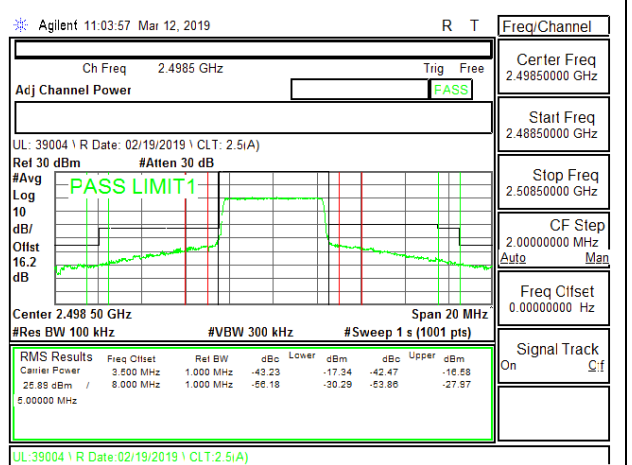 Agilent 11:03:57 Mar 12, 2019 R T
Freq/Channel
Ch Freq 2.4985 GHz Trig Free
Adj Channel Power PASS
UL: 39004 \ R Date: 02/19/2019 \ CLT: 2.5(A)
Ref 30 dBm #Atten 30 dB
#Avg
Log
10
dB/
Offst
16.2
dB
PASS LIMIT1
Center 2.498 50 GHz Span 20 MHz
#Res BW 100 kHz #VBW 300 kHz #Sweep 1 s (1001 pts)
RMS Results Freq Offset Ref BW dBc Lower dBm dBc Upper dBm
Carrier Power 3.500 MHz 1.000 MHz -43.23 -17.34 -42.47 -16.58
25.89 dBm / 8.000 MHz 1.000 MHz -56.18 -30.29 -53.86 -27.97
5.00000 MHz
UL:39004 \ R Date:02/19/2019 \ CLT:2.5(A)
Center Freq
2.49850000 GHz
Start Freq
2.48850000 GHz
Stop Freq
2.50850000 GHz
CF Step
2.00000000 MHz
Auto Man
Freq Offset
0.00000000 Hz
Signal Track
On Off